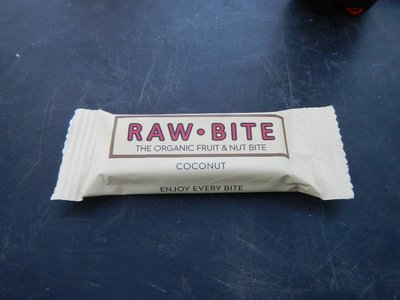 RAW•BITE
THE ORGANIC FRUIT & NUT BITE
COCONUT
ENJOY EVERY BITE